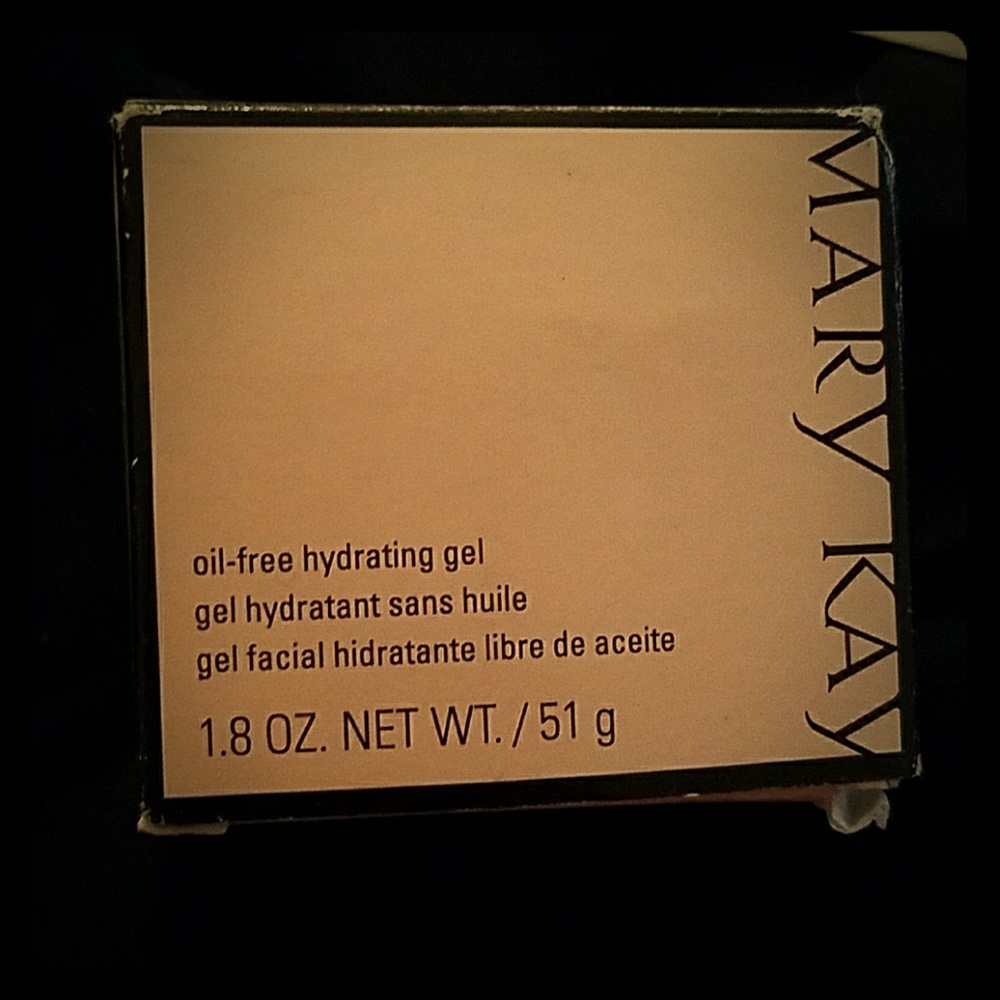 MARY KAY
oil-free hydrating gel
gel hydratant sans huile
gel facial hidratante libre de aceite
1.8 OZ. NET WT. / 51 g